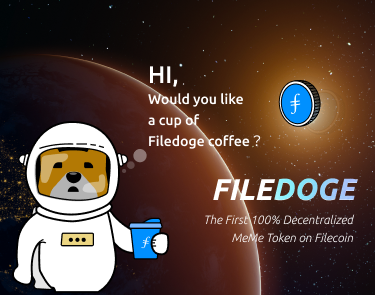 HI,
Would you like
a cup of
Filedoge coffee ?
FILEDOGE
The First 100% Decentralized
MeMe Token on Filecoin